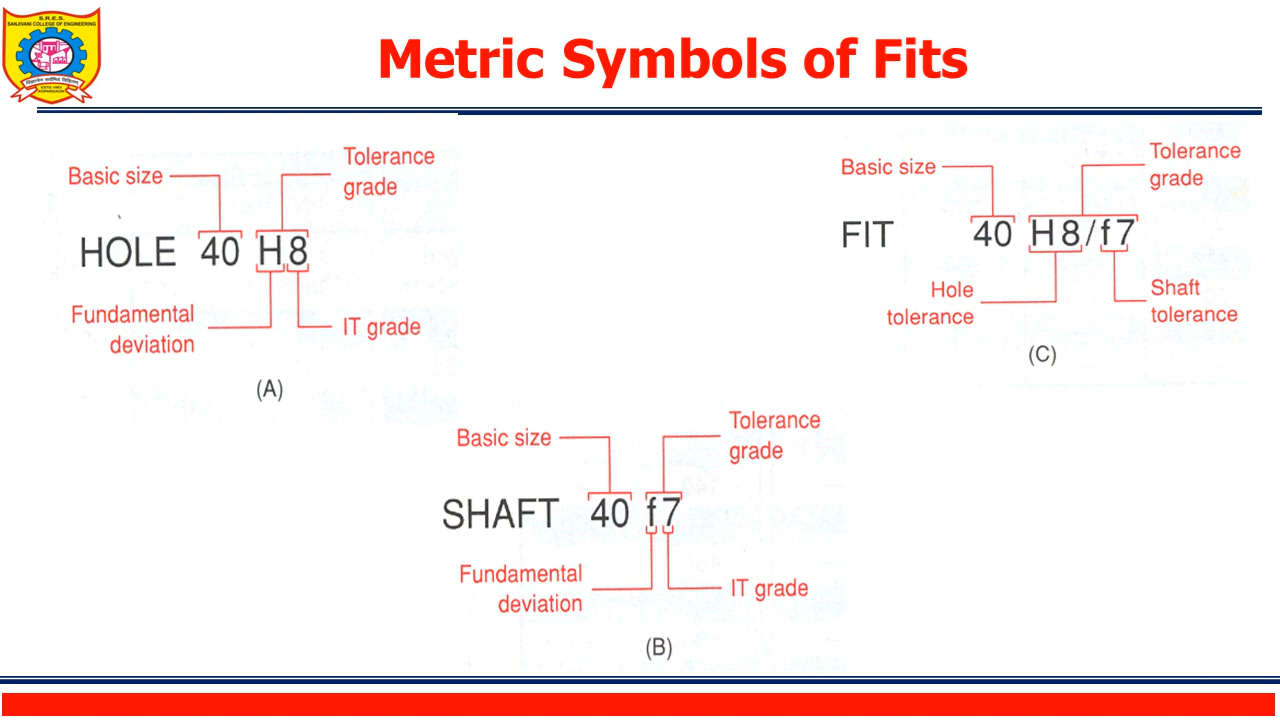 S.R.E.S.
SANJIVANI COLLEGE OF ENGINEERING
Metric Symbols of Fits
Basic size
Tolerance
grade
HOLE 40 H8
Fundamental
deviation
IT grade
(A)
Basic size
Tolerance
grade
FIT 40 H8/f7
Hole
tolerance
Shaft
tolerance
(C)
Basic size
Tolerance
grade
SHAFT 40 f7
Fundamental
deviation
IT grade
(B)